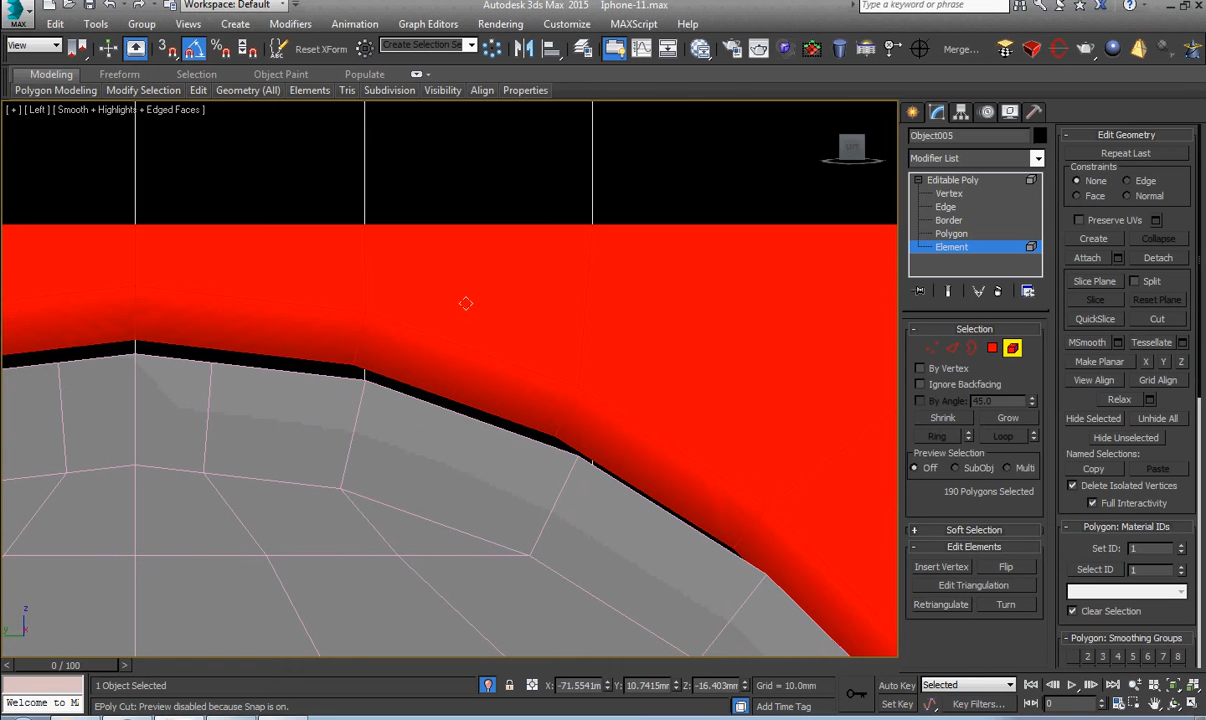 Workspace: Default
Autodesk 3ds Max 2015 Iphone-11.max
Type a keyword or phrase
MAX
Edit Tools Group Views Create Modifiers Animation Graph Editors Rendering Customize MAXScript Help
View
Reset XForm
Create Selection Se
Merge...
Modeling Freeform Selection Object Paint Populate
Polygon Modeling Modify Selection Edit Geometry (All) Elements Tris Subdivision Visibility Align Properties
[ + ] [ Left ] [ Smooth + Highlights + Edged Faces ]
LEFT
Object005
Modifier List
Editable Poly
Vertex
Edge
Border
Polygon
Element
Selection
By Vertex
Ignore Backfacing
By Angle: 45.0
Shrink Grow
Ring Loop
Preview Selection
Off SubObj Multi
190 Polygons Selected
Soft Selection
Edit Elements
Insert Vertex Flip
Edit Triangulation
Retriangulate Turn
Edit Geometry
Repeat Last
Constraints
None Edge
Face Normal
Preserve UVs
Create Collapse
Attach Detach
Slice Plane Split
Slice Reset Plane
QuickSlice Cut
MSmooth Tessellate
Make Planar X Y Z
View Align Grid Align
Relax
Hide Selected Unhide All
Hide Unselected
Named Selections:
Copy Paste
Delete Isolated Vertices
Full Interactivity
Polygon: Material IDs
Set ID: 1
Select ID 1
Clear Selection
Polygon: Smoothing Groups
1 2 3 4 5 6 7 8
z
y x
0 / 100
Welcome to M
1 Object Selected
X: -71.5541m Y: 10.7415mm Z: -16.403mm Grid = 10.0mm
EPoly Cut: Preview disabled because Snap is on.
Add Time Tag
Auto Key Selected
Set Key Key Filters... 0